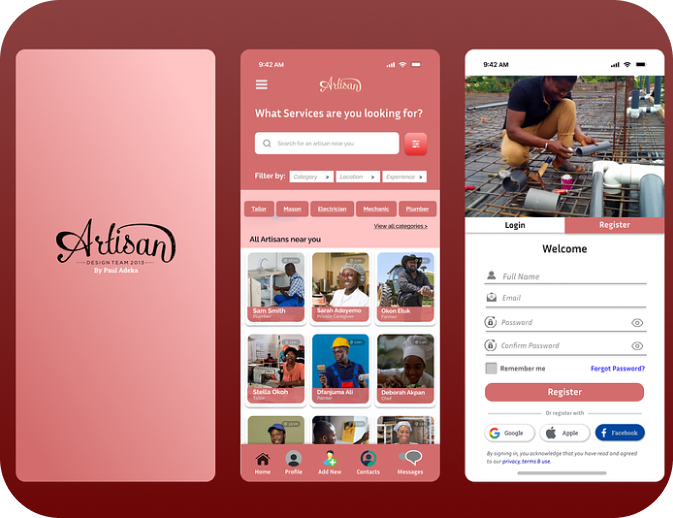 Artisan
DESIGN TEAM 2013
By Paul Adeka
9:42 AM
Artisan
What Services are you looking for?
Search for an artisan near you
Filter by: Category Location Experience
Tailor Mason Electrician Mechanic Plumber
View all categories >
All Artisans near you
Sam Smith
Plumber
Sarah Adeyemo
Private Caregiver
Okon Etuk
Farmer
Stella Okoh
Tailor
Dfanjuma Ali
Painter
Deborah Akpan
Chef
Home Profile Add New Contacts Messages
9:42 AM
Login Register
Welcome
Full Name
Email
Password
Confirm Password
Remember me Forgot Password?
Register
Or register with
Google Apple Facebook
By signing in, you acknowledge that you have read and agreed
to our privacy, terms & use.